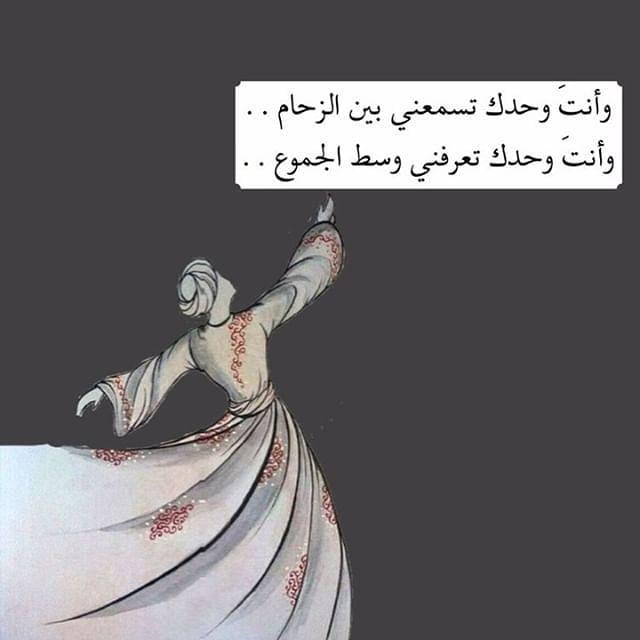 وأنتَ وحدك تسمعني بين الزحام . .
وأنتَ وحدك تعرفني وسط الجموع . .